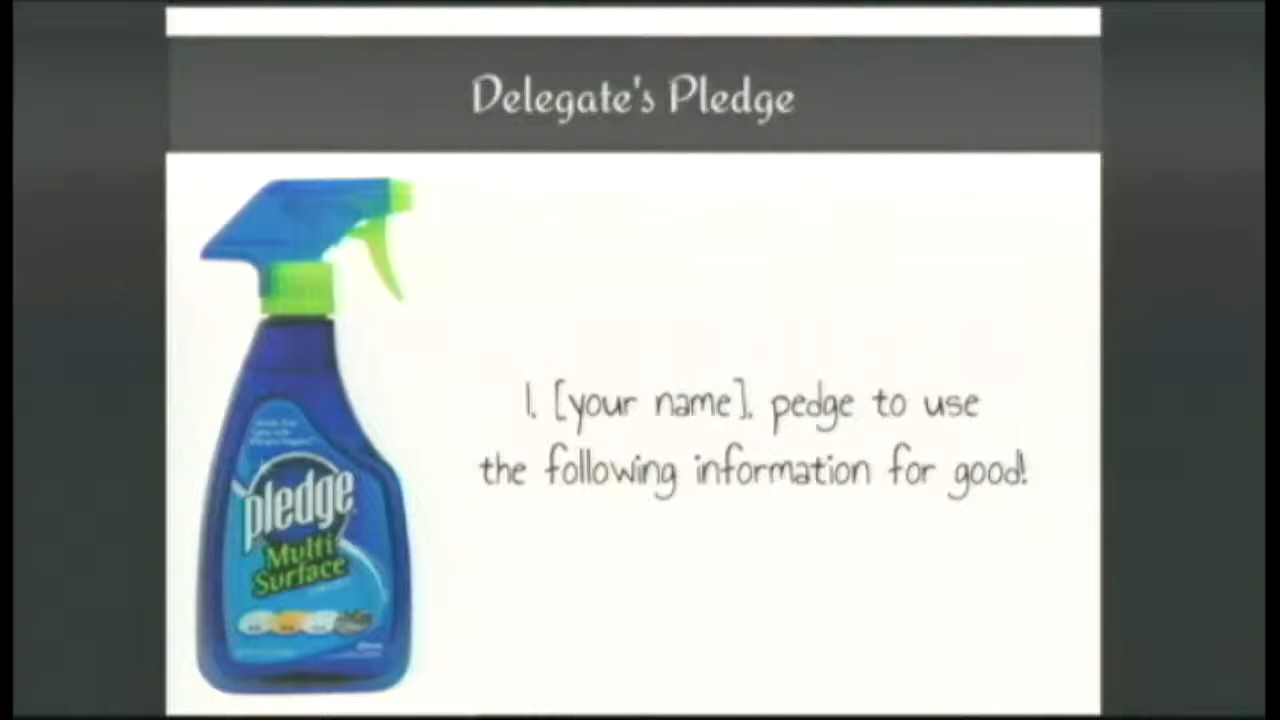 Delegate's Pledge
I, [your name], pedge to use
the following information for good!
pledge
Multi
Surface